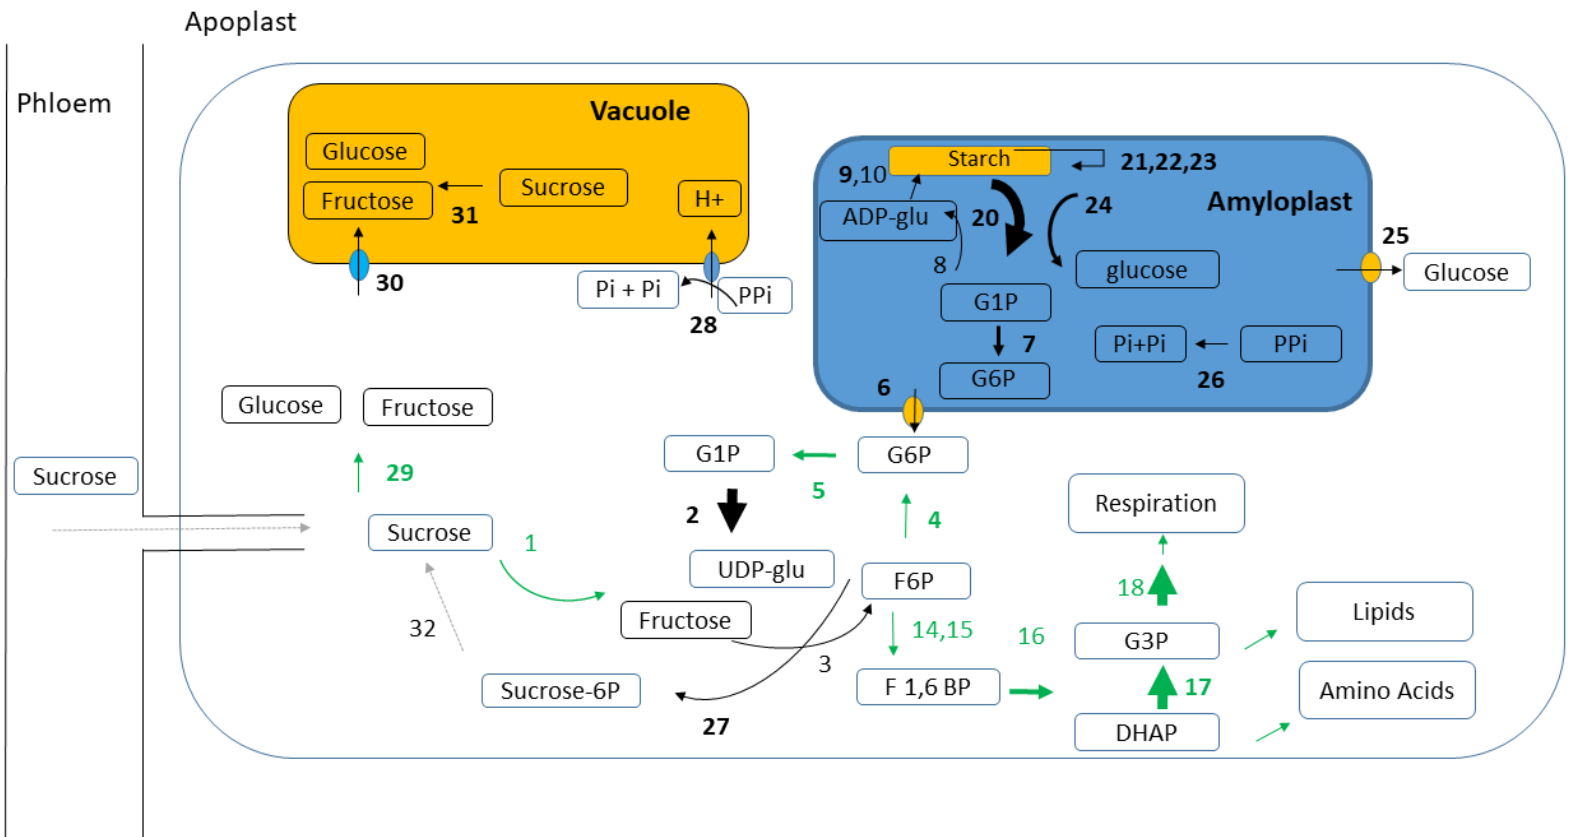 Apoplast
Phloem
Vacuole
Glucose
Fructose
31
Sucrose
H+
30
Pi + Pi
PPi
28
Starch
21,22,23
9,10
ADP-glu
20
24
Amyloplast
8
glucose
25
Glucose
G1P
7
Pi+Pi
PPi
26
G6P
6
Glucose
Fructose
29
G1P
5
G6P
Sucrose
Sucrose
1
2
4
Respiration
UDP-glu
F6P
18
Lipids
Fructose
32
3
14,15
16
G3P
Sucrose-6P
27
F 1,6 BP
17
Amino Acids
DHAP